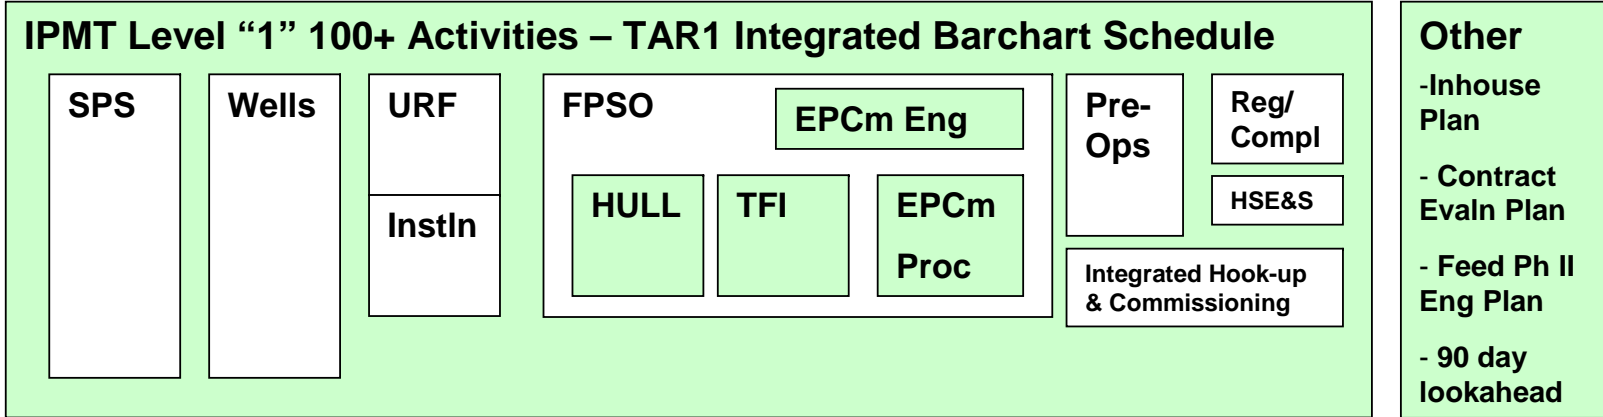 IPMT Level “1” 100+ Activities – TAR1 Integrated Barchart Schedule
SPS
Wells
URF
Instln
FPSO
EPCm Eng
HULL
TFI
EPCm
Proc
Pre-
Ops
Reg/
Compl
HSE&S
Integrated Hook-up
& Commissioning
Other
-Inhouse
Plan
- Contract
Evaln Plan
- Feed Ph II
Eng Plan
- 90 day
lookahead